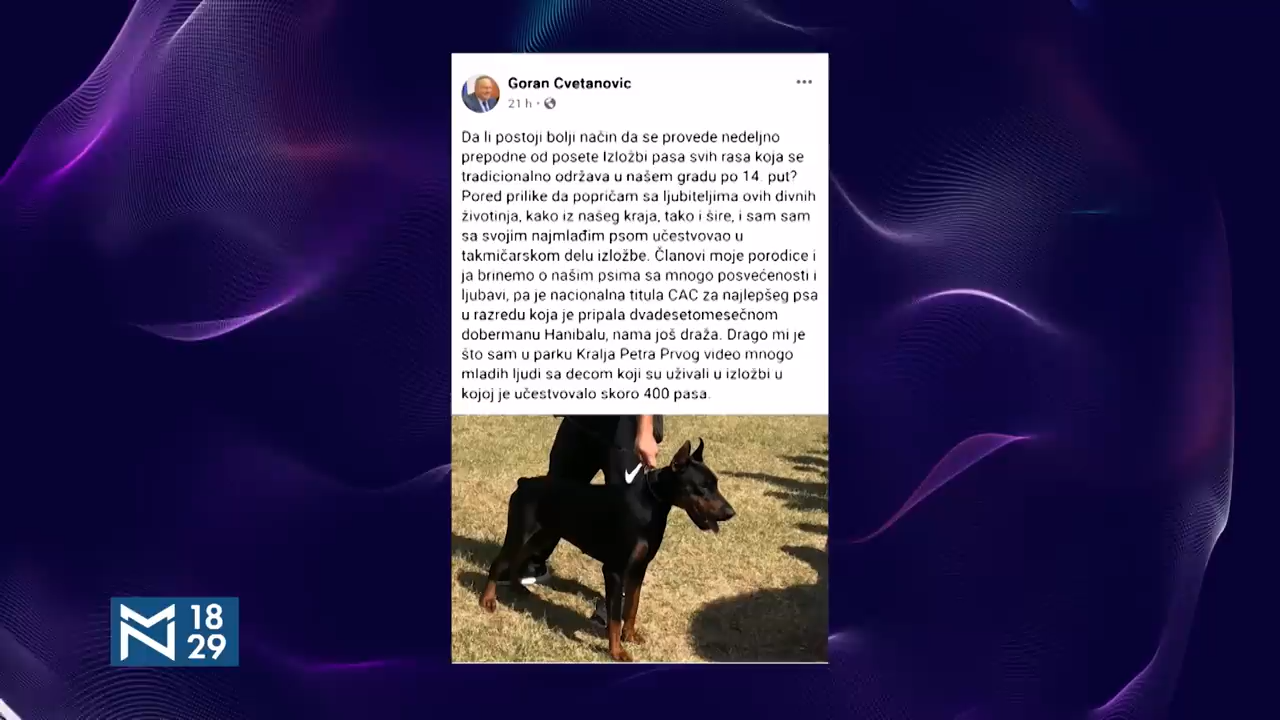 Goran Cvetanovic
21 h ·
Da li postoji bolji način da se provede nedeljno
prepodne od posete Izložbi pasa svih rasa koja se
tradicionalno održava u našem gradu po 14. put?
Pored prilike da popričam sa ljubiteljima ovih divnih
životinja, kako iz našeg kraja, tako i šire, i sam sam
sa svojim najmlađim psom učestvovao u
takmičarskom delu izložbe. Članovi moje porodice i
ja brinemo o našim psima sa mnogo posvećenosti i
ljubavi, pa je nacionalna titula CAC za najlepšeg psa
u razredu koja je pripala dvadesetomesečnom
dobermanu Hanibalu, nama još draža. Drago mi je
što sam u parku Kralja Petra Prvog video mnogo
mladih ljudi sa decom koji su uživali u izložbi u
kojoj je učestvovalo skoro 400 pasa.
18
29